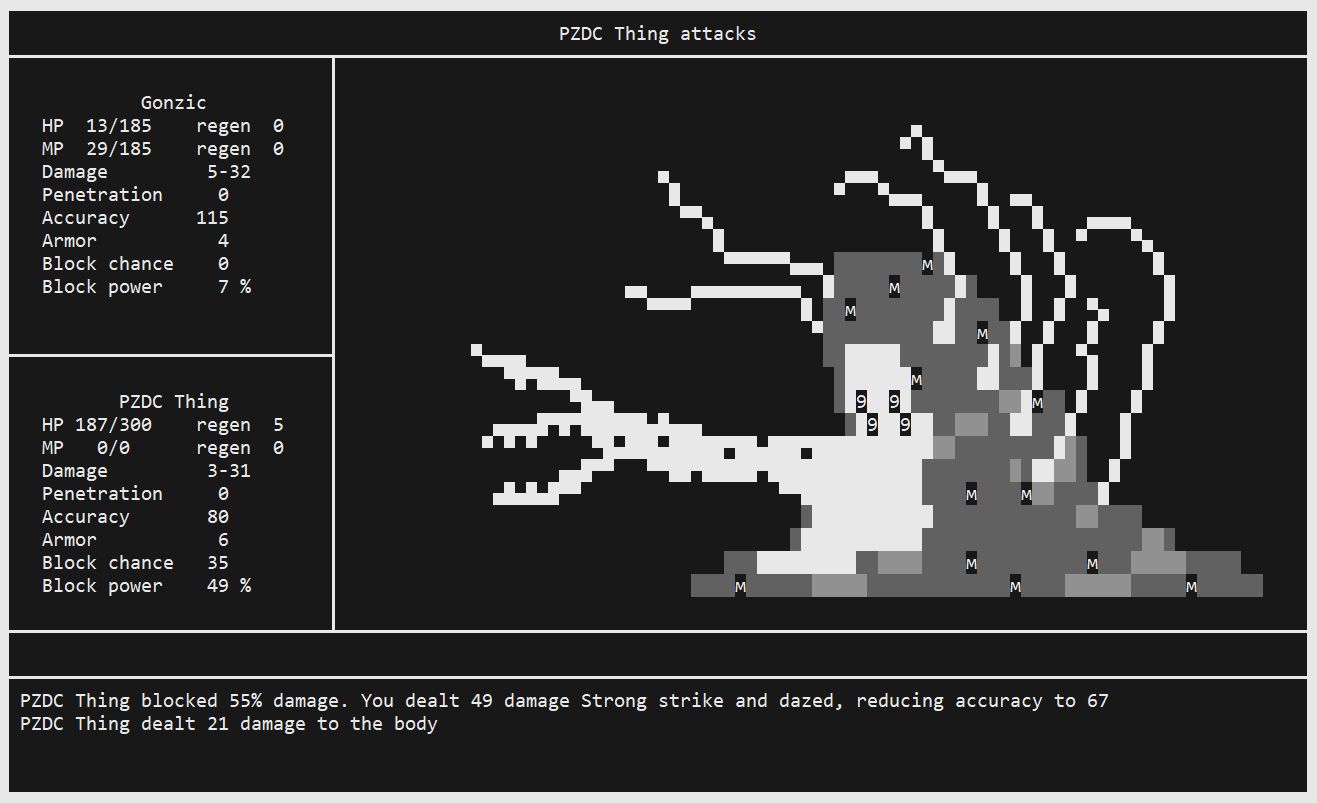 PZDC Thing attacks
Gonzic
HP 13/185 regen 0
MP 29/185 regen 0
Damage 5-32
Penetration 0
Accuracy 115
Armor 4
Block chance 0
Block power 7 %
PZDC Thing
HP 187/300 regen 5
MP 0/0 regen 0
Damage 3-31
Penetration 0
Accuracy 80
Armor 6
Block chance 35
Block power 49 %
M
M
M
M
M
9 9 M
9 9
M M
M M
M M M
PZDC Thing blocked 55% damage. You dealt 49 damage Strong strike and dazed, reducing accuracy to 67
PZDC Thing dealt 21 damage to the body